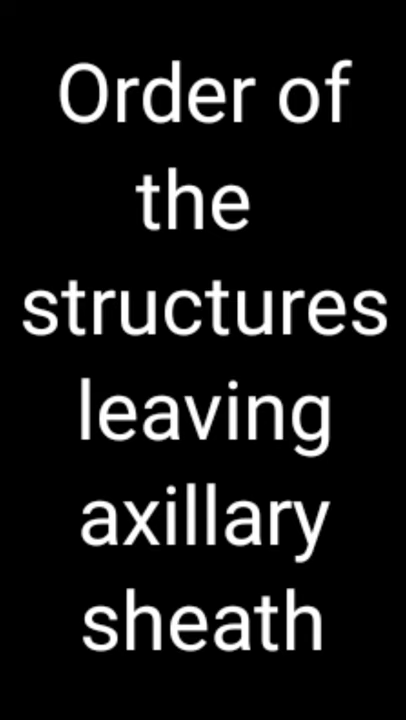 Order of
the
structures
leaving
axillary
sheath